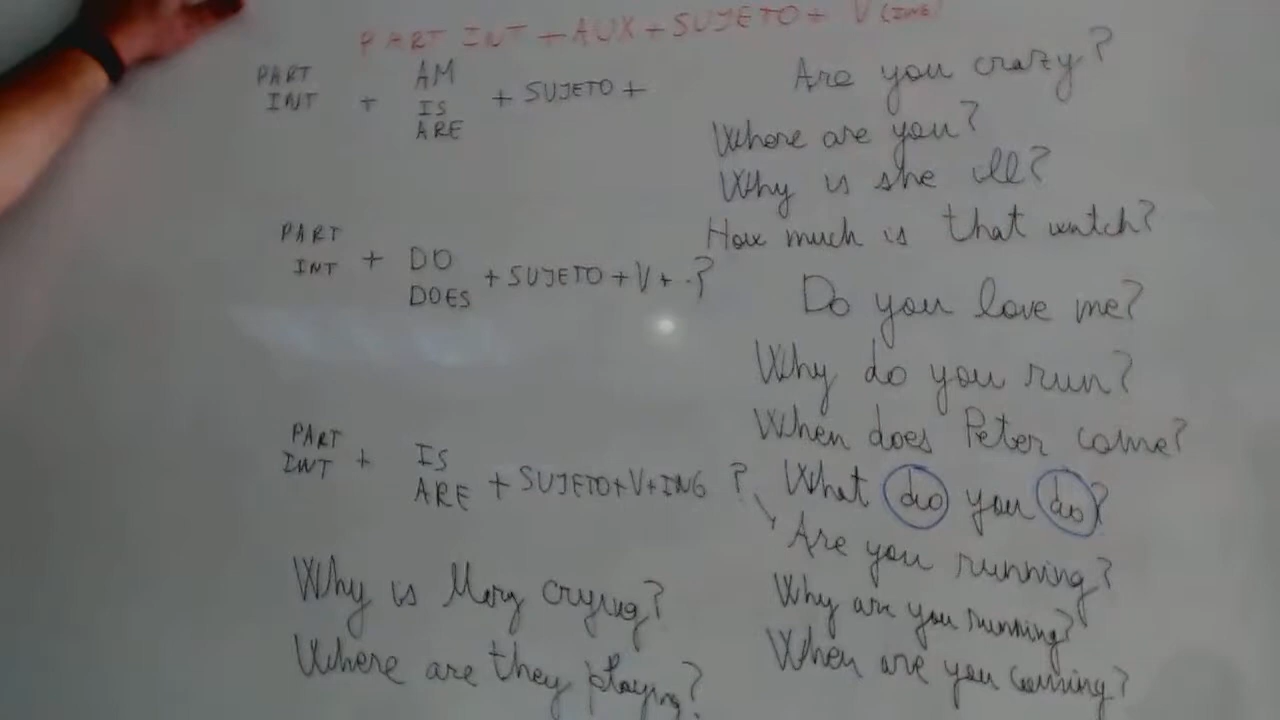 PART INT + AUX + SUJETO + V (ING)
PART INT + AM IS ARE + SUJETO +
Are you crazy?
Where are you?
Why is she ill?
How much is that watch?
PART INT + DO DOES + SUJETO + V + ?
Do you love me?
Why do you run?
When does Peter come?
PART INT + IS ARE + SUJETO+V+ING ?
What do you do?
Are you running?
Why are you running?
When are you coming?
Why is Mery crying?
Where are they playing?